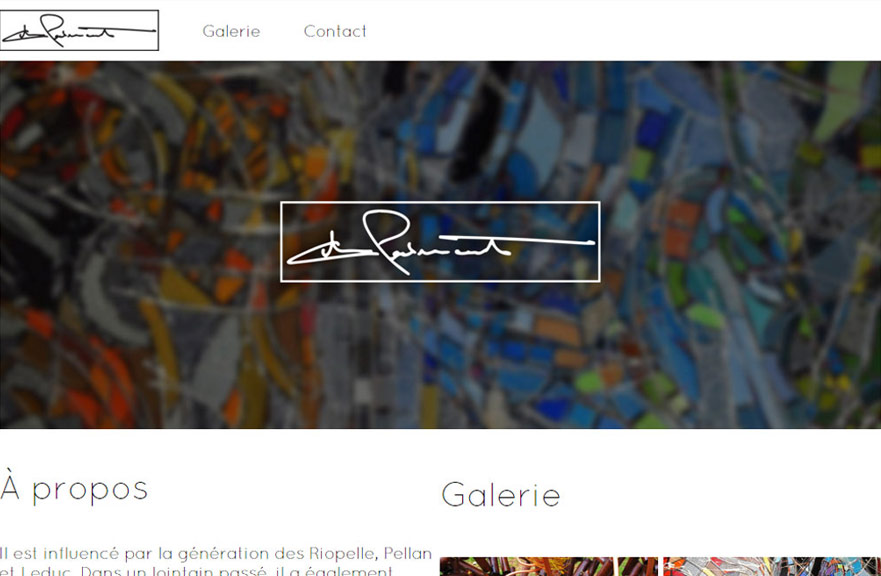 Galerie
Contact
À propos
Il est influencé par la génération des Riopelle, Pellan
et Leduc. Dans un lointain passé, il a également
Galerie